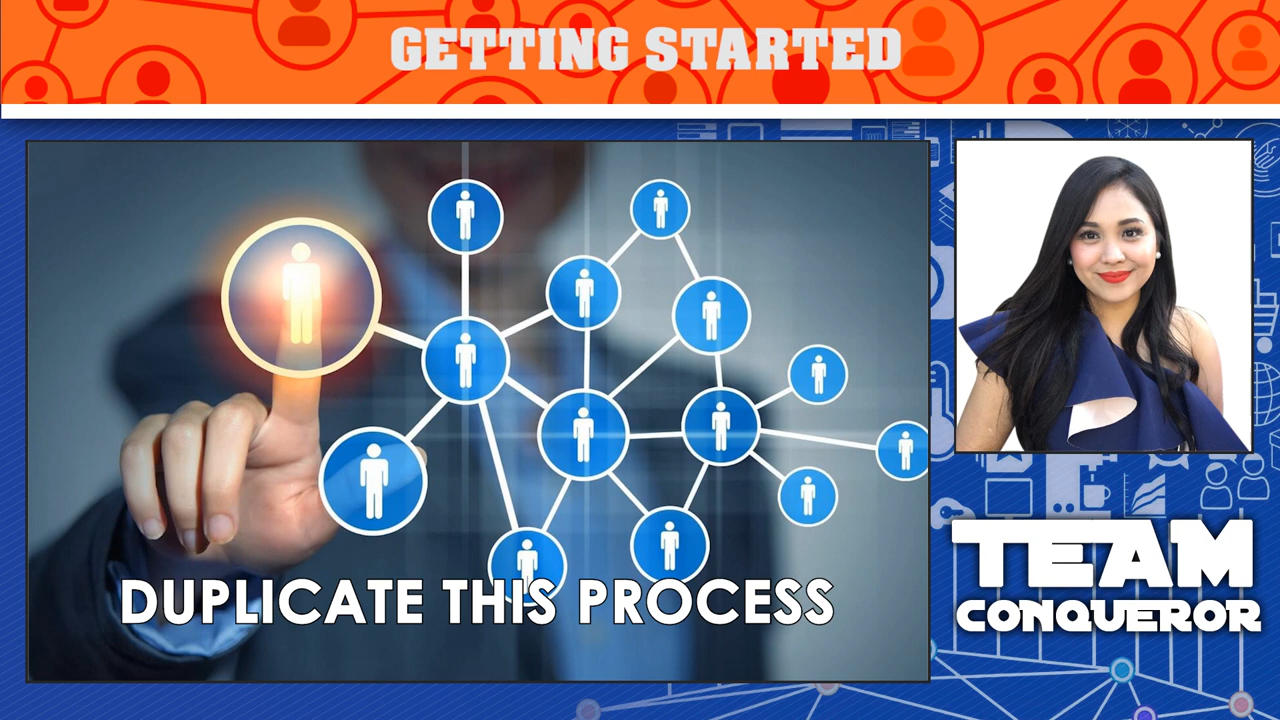 GETTING STARTED
DUPLICATE THIS PROCESS
TEAM
CONQUEROR